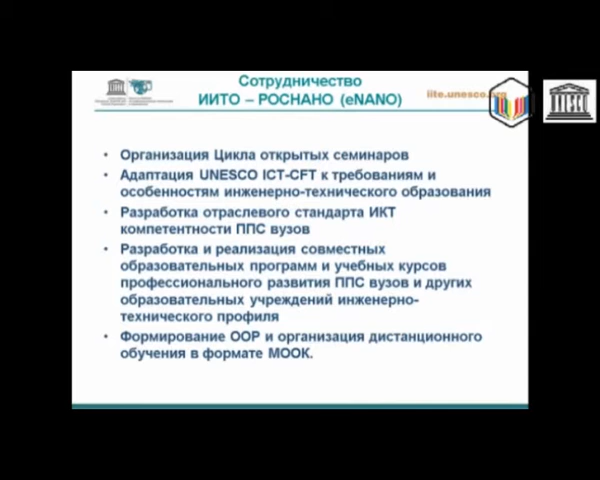 Сотрудничество
ИИТО – РОСНАНО (eNANO)
iite.unesco.org
• Организация Цикла открытых семинаров
• Адаптация UNESCO ICT-CFT к требованиям и
особенностям инженерно-технического образования
• Разработка отраслевого стандарта ИКТ
компетентности ППС вузов
• Разработка и реализация совместных
образовательных программ и учебных курсов
профессионального развития ППС вузов и других
образовательных учреждений инженерно-
технического профиля
• Формирование ООР и организация дистанционного
обучения в формате МООК.